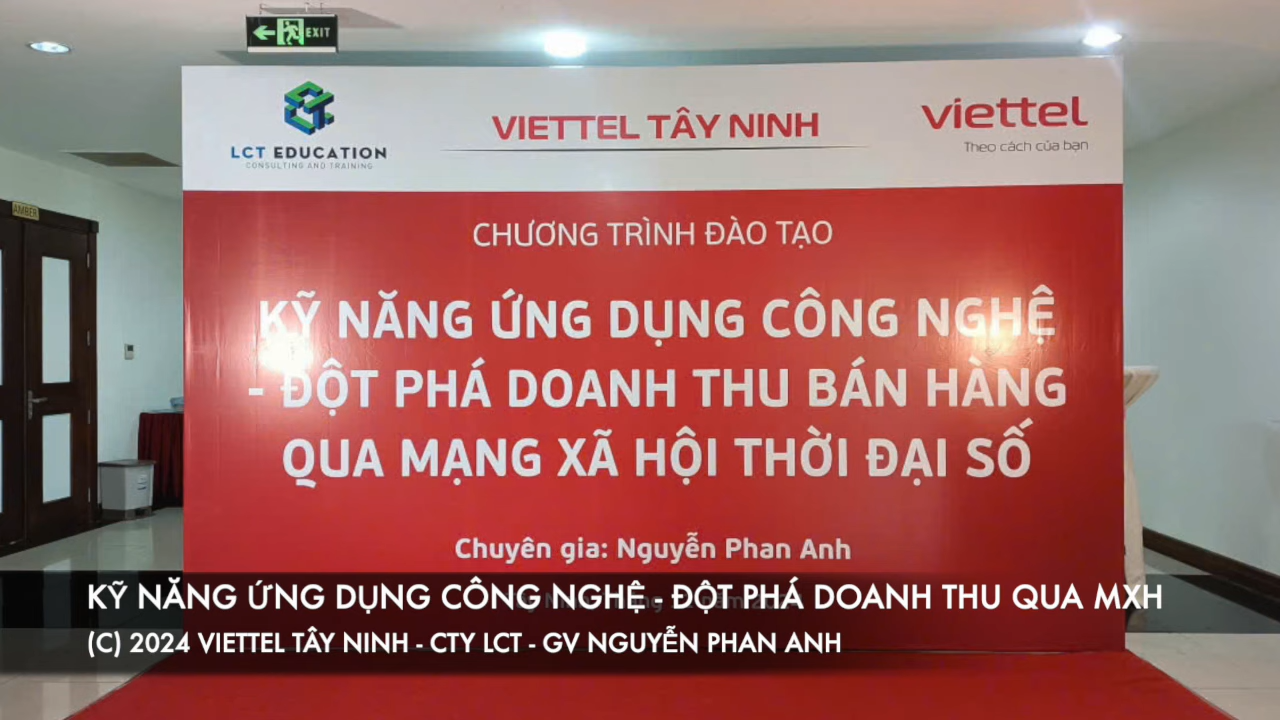 EXIT
AMBER
LCT EDUCATION
CONSULTING AND TRAINING
VIETTEL TÂY NINH
viettel
Theo cách của bạn
CHƯƠNG TRÌNH ĐÀO TẠO
KỸ NĂNG ỨNG DỤNG CÔNG NGHỆ
- ĐỘT PHÁ DOANH THU BÁN HÀNG
QUA MẠNG XÃ HỘI THỜI ĐẠI SỐ
Chuyên gia: Nguyễn Phan Anh
KỸ NĂNG ỨNG DỤNG CÔNG NGHỆ - ĐỘT PHÁ DOANH THU QUA MXH
(C) 2024 VIETTEL TÂY NINH - CTY LCT - GV NGUYỄN PHAN ANH